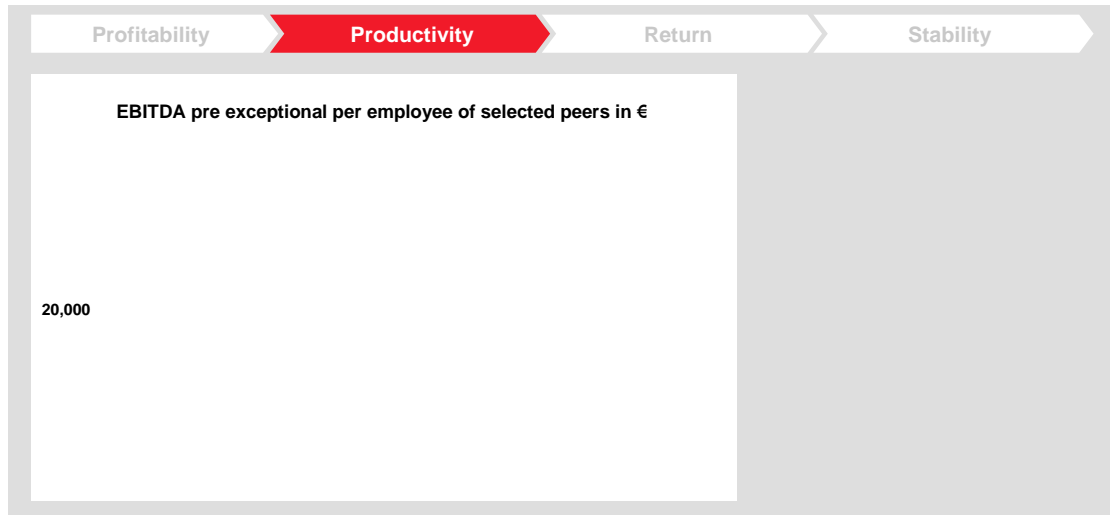 Profitability Productivity Return Stability
EBITDA pre exceptional per employee of selected peers in €
20,000